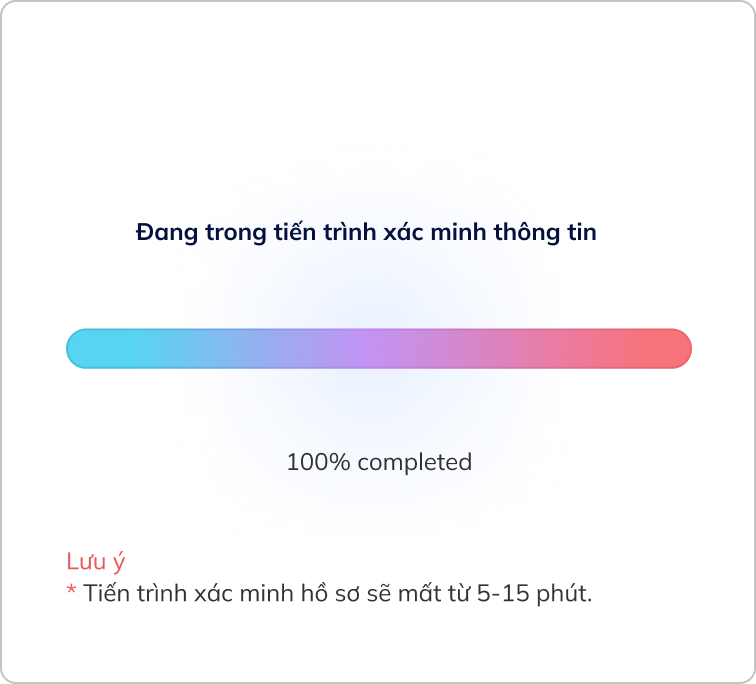 Đang trong tiến trình xác minh thông tin
100% completed
Lưu ý
* Tiến trình xác minh hồ sơ sẽ mất từ 5-15 phút.